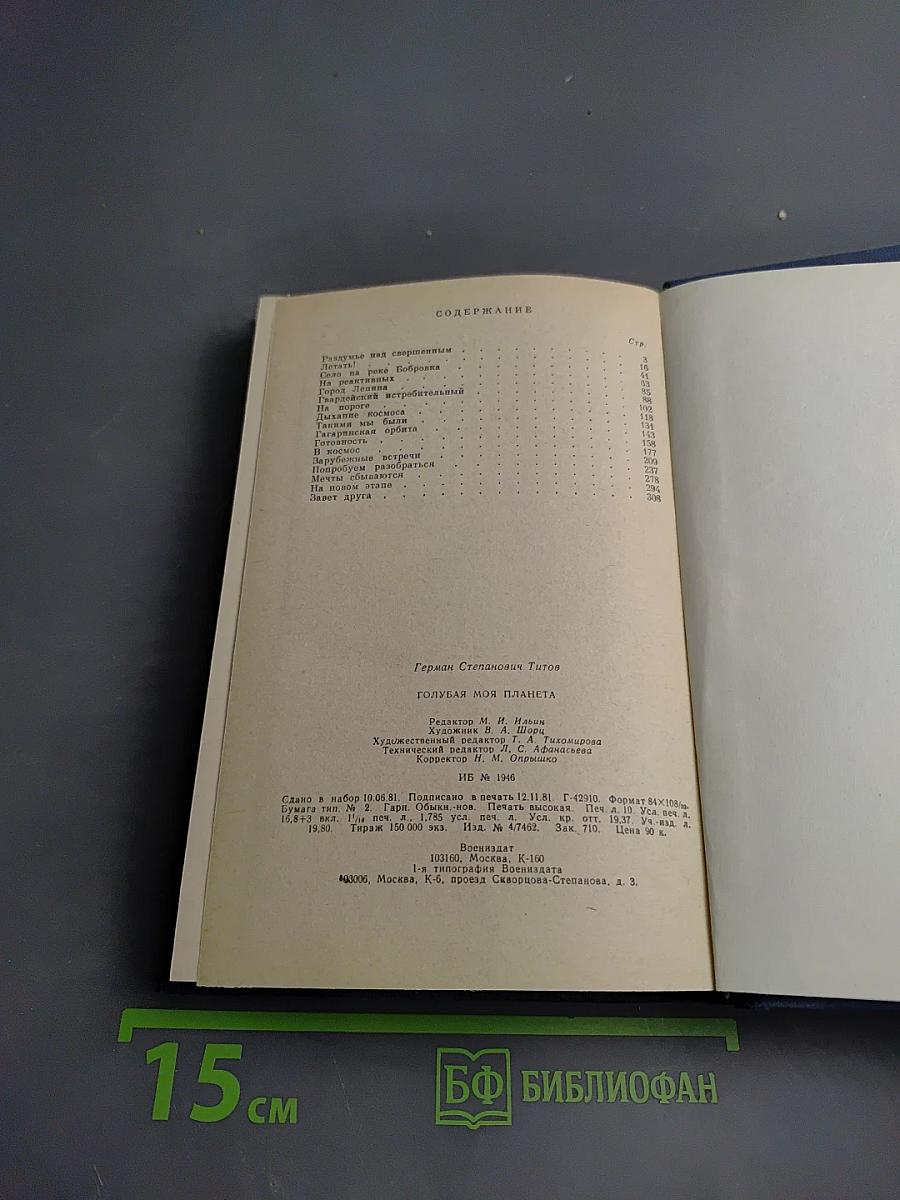 СОДЕРЖАНИЕ
Стр.
Раздумье над свершенным . . . . . . . . 3
Летать! . . . . . . . . 16
Село на реке Бобровка . . . . . . . . 41
На реактивных . . . . . . . . 63
Город Ленина . . . . . . . . 85
Гвардейский истребительный . . . . . . . . 88
На пороге . . . . . . . . 102
Дыхание космоса . . . . . . . . 118
Такими мы были . . . . . . . . 131
Гагаринская орбита . . . . . . . . 143
Готовность . . . . . . . . 158
В космос . . . . . . . . 177
Зарубежные встречи . . . . . . . . 209
Попробуем разобраться . . . . . . . . 237
Мечты сбываются . . . . . . . . 278
На новом этапе . . . . . . . . 294
Завет друга . . . . . . . . 308
Герман Степанович Титов
ГОЛУБАЯ МОЯ ПЛАНЕТА
Редактор М. И. Ильин
Художник В. А. Шорц
Художественный редактор Т. А. Тихомирова
Технический редактор Л. С. Афанасьева
Корректор Н. М. Опрышко
ИБ № 1946
Сдано в набор 10.06.81. Подписано в печать 12.11.81. Г-42910. Формат 84×108/32.
Бумага тип. № 2. Гарн. Обыкн.-нов. Печать высокая. Печ. л. 10. Усл. печ. л.
16,8+3 вкл. 1 1/16 печ. л., 1,785 усл. печ. л. Усл. кр. отт. 19,37. Уч.-изд. л.
19,80. Тираж 150 000 экз. Изд. № 4/7462. Зак. 710. Цена 90 к.
Воениздат
103160, Москва, К-160
1-я типография Воениздата
103006, Москва, К-6, проезд Скворцова-Степанова, д. 3.
15 см
БФ БИБЛИОФАН